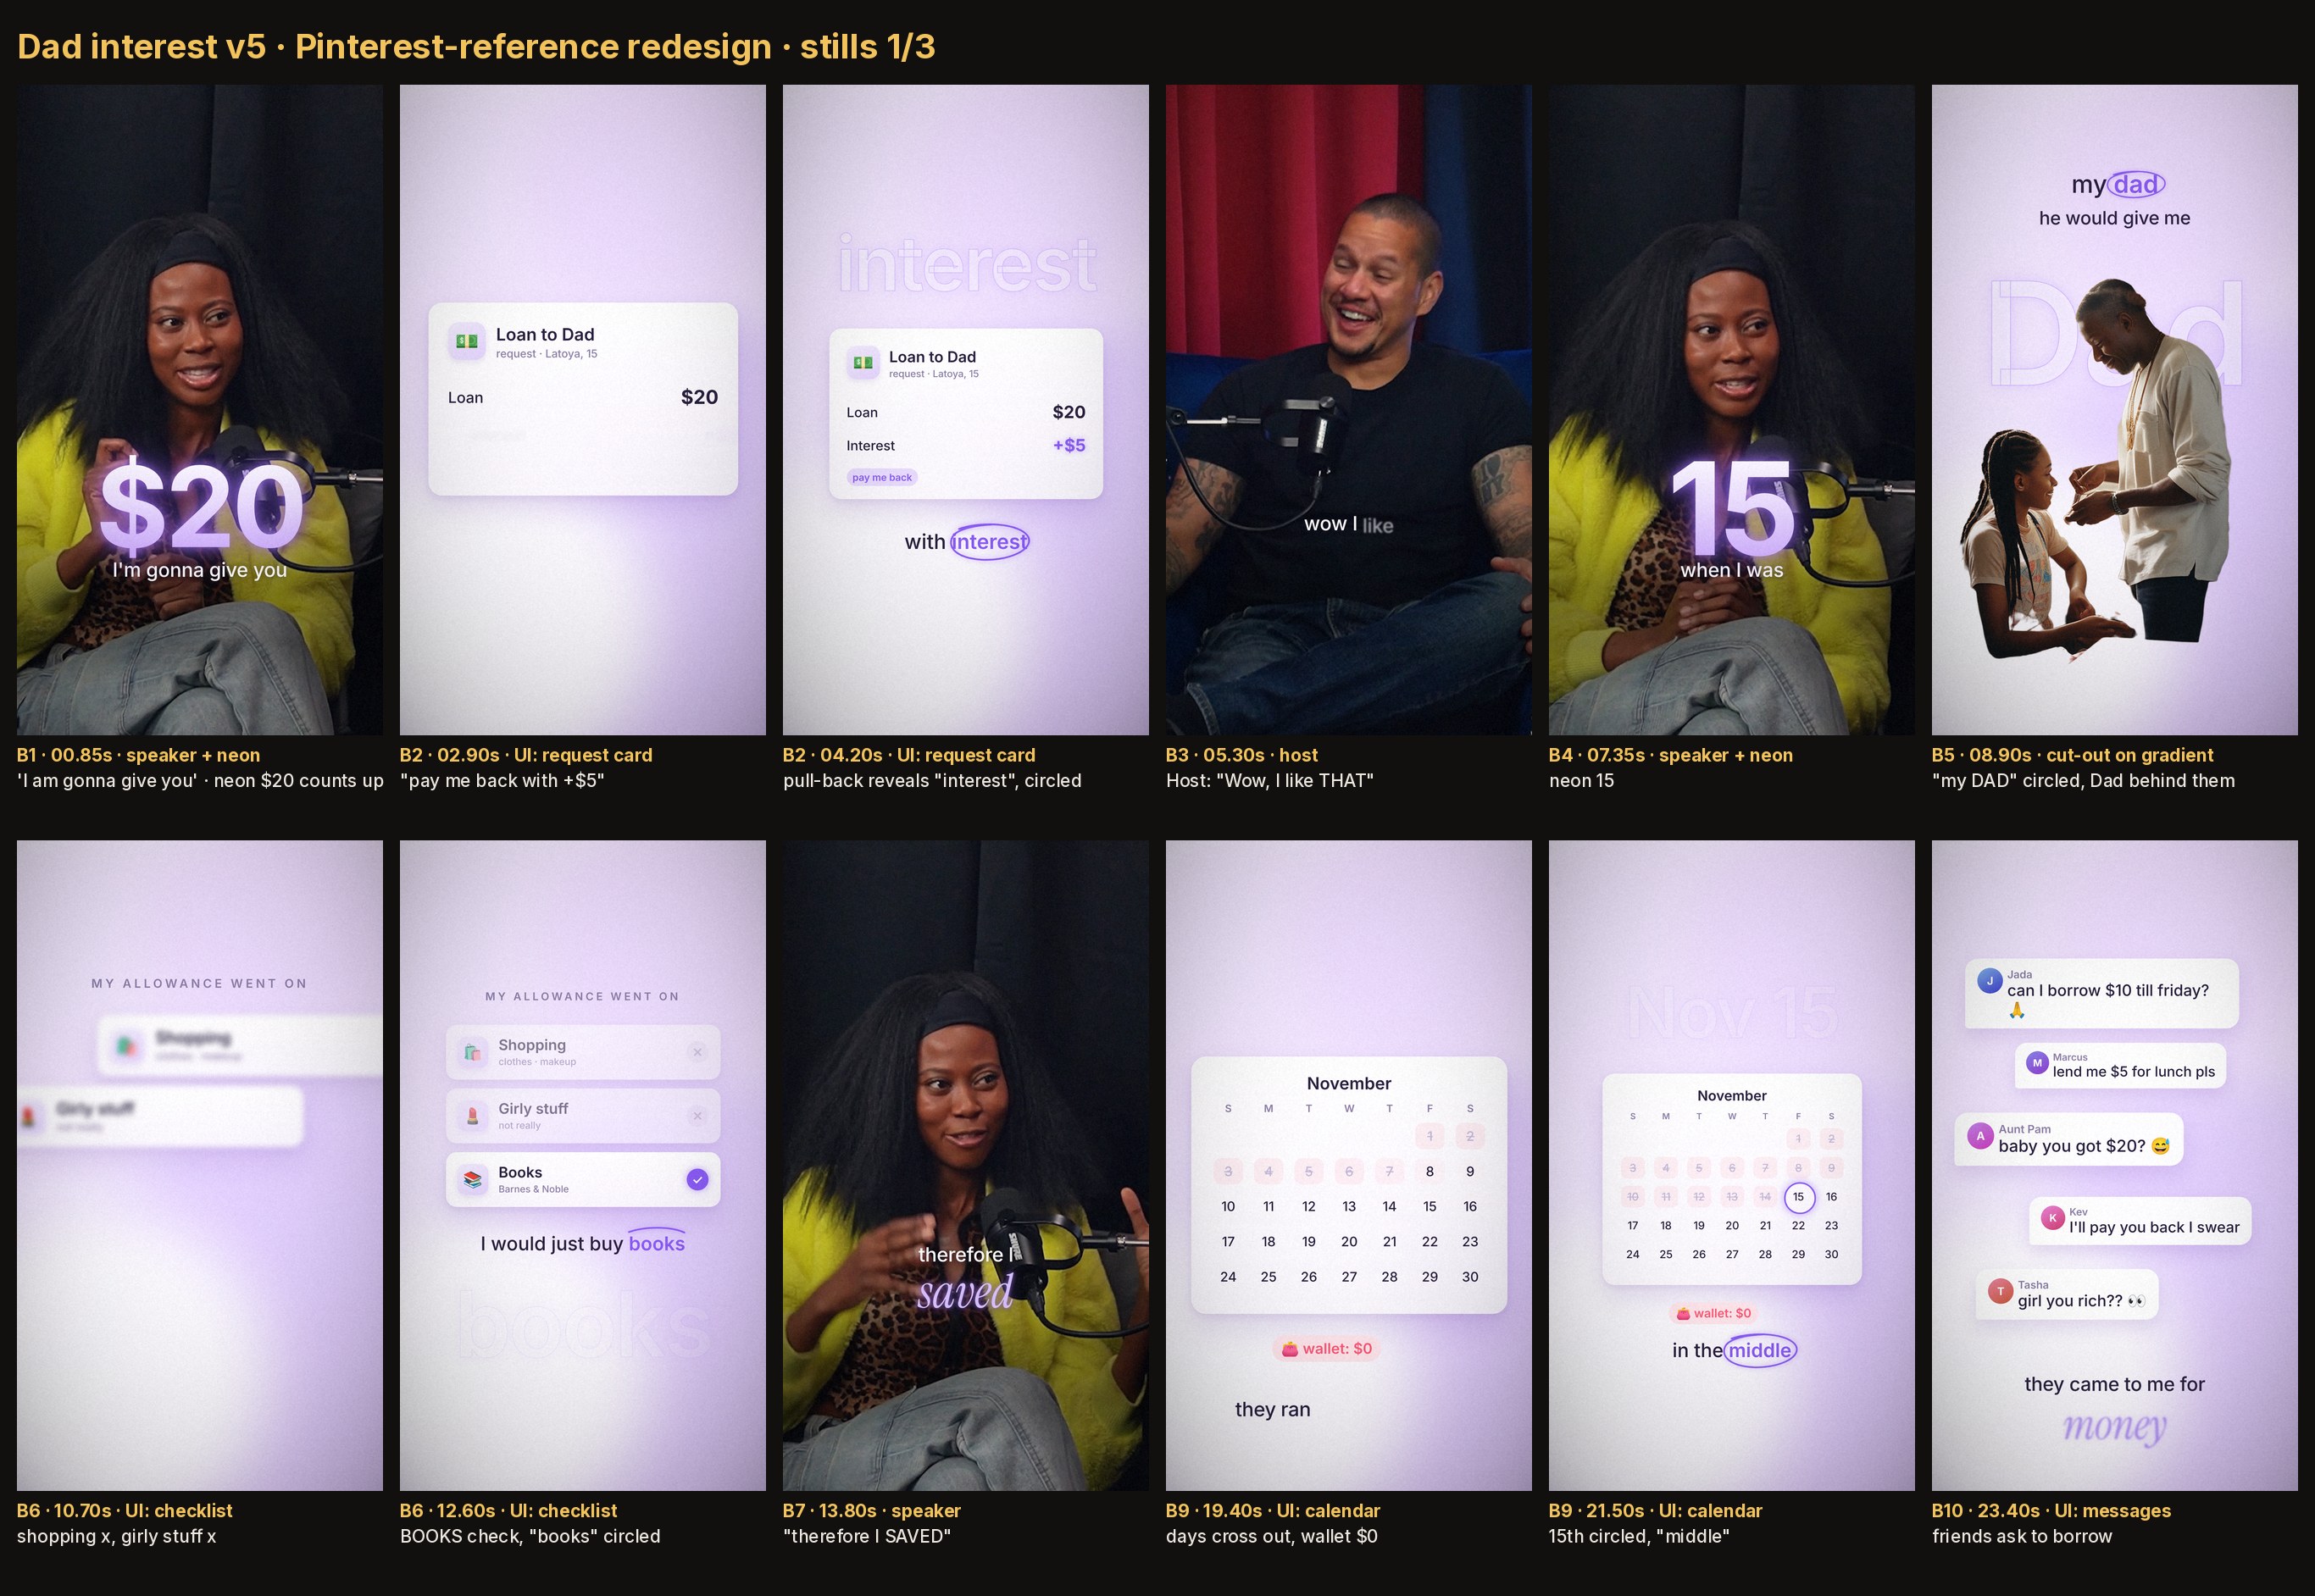 Dad interest v5 · Pinterest-reference redesign · stills 1/3
$20
I'm gonna give you
B1 · 00.85s · speaker + neon
'I am gonna give you' · neon $20 counts up
Loan to Dad
request · Latoya, 15
Loan $20
B2 · 02.90s · UI: request card
"pay me back with +$5"
interest
Loan to Dad
request · Latoya, 15
Loan $20
Interest +$5
pay me back
with interest
B2 · 04.20s · UI: request card
pull-back reveals "interest", circled
wow I like
B3 · 05.30s · host
Host: "Wow, I like THAT"
15
when I was
B4 · 07.35s · speaker + neon
neon 15
my dad
he would give me
Dad
B5 · 08.90s · cut-out on gradient
"my DAD" circled, Dad behind them
MY ALLOWANCE WENT ON
Shopping
clothes · makeup
Girly stuff
not really
B6 · 10.70s · UI: checklist
shopping x, girly stuff x
MY ALLOWANCE WENT ON
Shopping
clothes · makeup
Girly stuff
not really
Books
Barnes & Noble
I would just buy books
books
B6 · 12.60s · UI: checklist
BOOKS check, "books" circled
therefore I
saved
B7 · 13.80s · speaker
"therefore I SAVED"
November
S M T W T F S
1 2
3 4 5 6 7 8 9
10 11 12 13 14 15 16
17 18 19 20 21 22 23
24 25 26 27 28 29 30
👛 wallet: $0
they ran
B9 · 19.40s · UI: calendar
days cross out, wallet $0
Nov 15
November
S M T W T F S
1 2
3 4 5 6 7 8 9
10 11 12 13 14 15 16
17 18 19 20 21 22 23
24 25 26 27 28 29 30
👛 wallet: $0
in the middle
B9 · 21.50s · UI: calendar
15th circled, "middle"
J
Jada
can I borrow $10 till friday?
🙏
M
Marcus
lend me $5 for lunch pls
A
Aunt Pam
baby you got $20? 😅
K
Kev
I'll pay you back I swear
T
Tasha
girl you rich?? 👀
they came to me for
money
B10 · 23.40s · UI: messages
friends ask to borrow